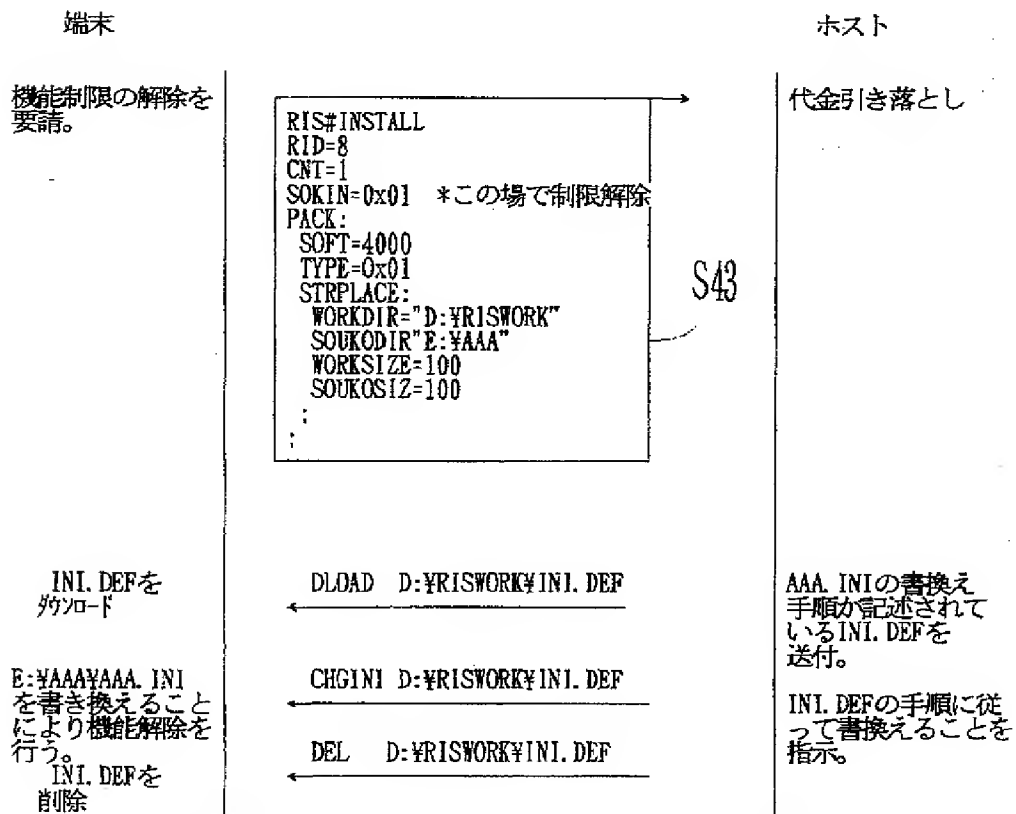 端末
ホスト
機能制限の解除を
要請。
RIS#INSTALL
RID=8
CNT=1
SOKIN=0x01 *この場で制限解除
PACK:
SOFT=4000
TYPE=0x01
STRPLACE:
WORKDIR="D:¥RISWORK"
SOUKODIR"E:¥AAA"
WORKSIZE=100
SOUKOSIZ=100
:
:
代金引き落とし
S43
INI.DEFを
ダウンロード
DLOAD D:¥RISWORK¥INI.DEF
AAA.INIの書換え
手順が記述されて
いるINI.DEFを
送付。
E:¥AAA¥AAA.INI
を書き換えること
により機能解除を
行う。
CHGINI D:¥RISWORK¥INI.DEF
INI.DEFの手順に従
って書換えることを
指示。
INI.DEFを
削除
DEL D:¥RISWORK¥INI.DEF